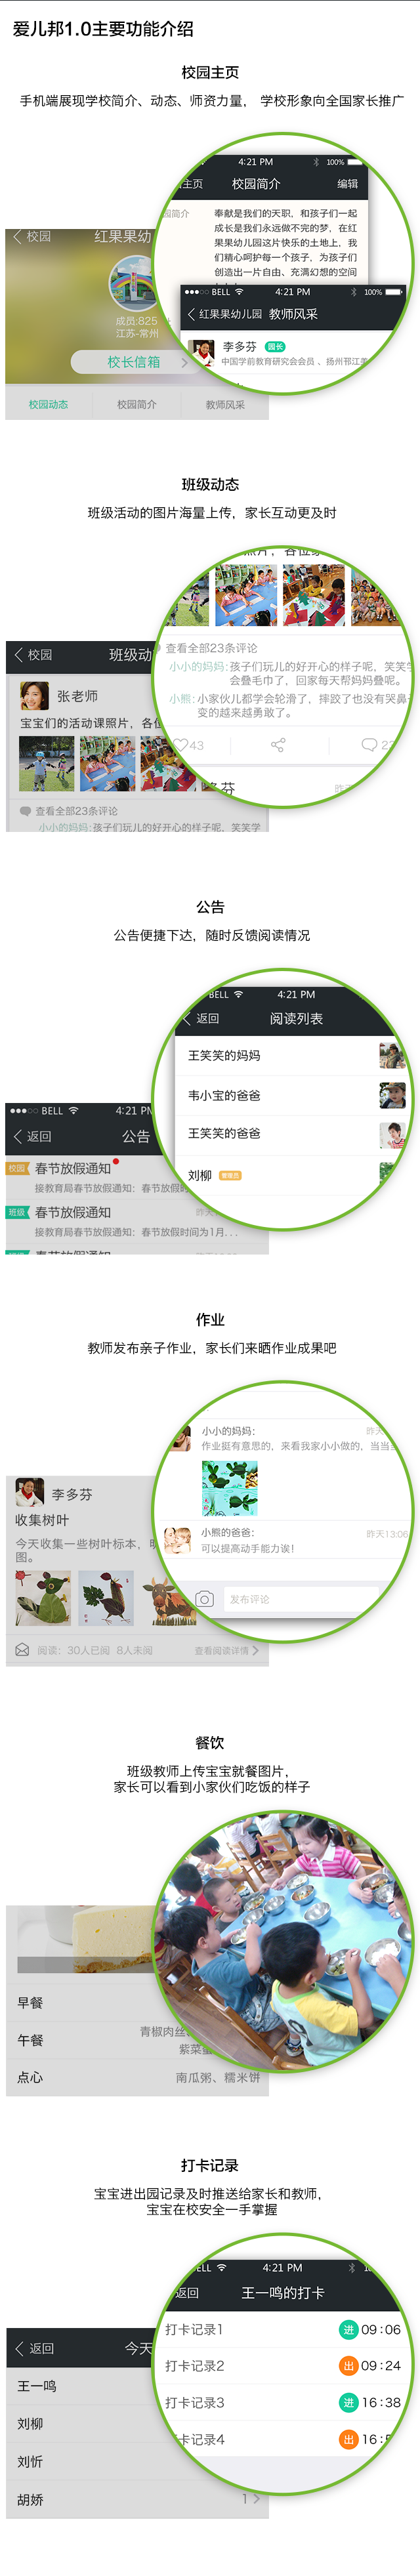 爱儿邦1.0主要功能介绍
校园主页
手机端展现学校简介、动态、师资力量， 学校形象向全国家长推广
4:21 PM
100%
主页
校园简介
编辑
园简介
奉献是我们的天职，和孩子们一起
成长是我们永远做不完的梦，在红
果果幼儿园这片快乐的土地上，我
们精心呵护每一个孩子，为孩子们
创造出一片自由、充满幻想的空间
BELL
4:21 PM
100%
红果果幼儿园
教师风采
李多芬
园长
中国学前教育研究会会员 、扬州邗江美
校园
红果果幼
成员:825
江苏-常州
校长信箱
校园动态
校园简介
教师风采
班级动态
班级活动的图片海量上传，家长互动更及时
查看全部23条评论
小小的妈妈：孩子们玩儿的好开心的样子呢，笑笑学
会叠毛巾了，回家每天帮妈妈叠呢。
小熊：小家伙儿都学会轮滑了，摔跤了也没有哭鼻
变的越来越勇敢了。
43
校园
班级动
张老师
宝宝们的活动课照片，各位
查看全部23条评论
小小的妈妈：孩子们玩儿的好开心的样子呢，笑笑学
公告
公告便捷下达，随时反馈阅读情况
BELL
4:21 PM
返回
阅读列表
王笑笑的妈妈
韦小宝的爸爸
王笑笑的爸爸
刘柳
BELL
4:21 P
返回
公告
校园
春节放假通知
接教育局春节放假通知：春节放假
班级
春节放假通知
接教育局春节放假通知：春节放假时间为1月...
作业
教师发布亲子作业，家长们来晒作业成果吧
小小的妈妈：
昨天
作业挺有意思的，来看我家小小做的，当当
小熊的爸爸：
昨天13:06
可以提高动手能力诶！
发布评论
李多芬
收集树叶
今天收集一些树叶标本，明
图。
阅读：30人已阅 8人未阅
查看阅读详情
餐饮
班级教师上传宝宝就餐图片，
家长可以看到小家伙们吃饭的样子
早餐
午餐
青椒肉丝
紫菜蛋
点心
南瓜粥、糯米饼
打卡记录
宝宝进出园记录及时推送给家长和教师，
宝宝在校安全一手掌握
ELL
4:21 PM
返回
王一鸣的打卡
打卡记录1
进
09:06
打卡记录2
出
09:24
打卡记录3
进
16:38
打卡记录4
出
返回
今天
王一鸣
刘柳
刘忻
胡娇
1